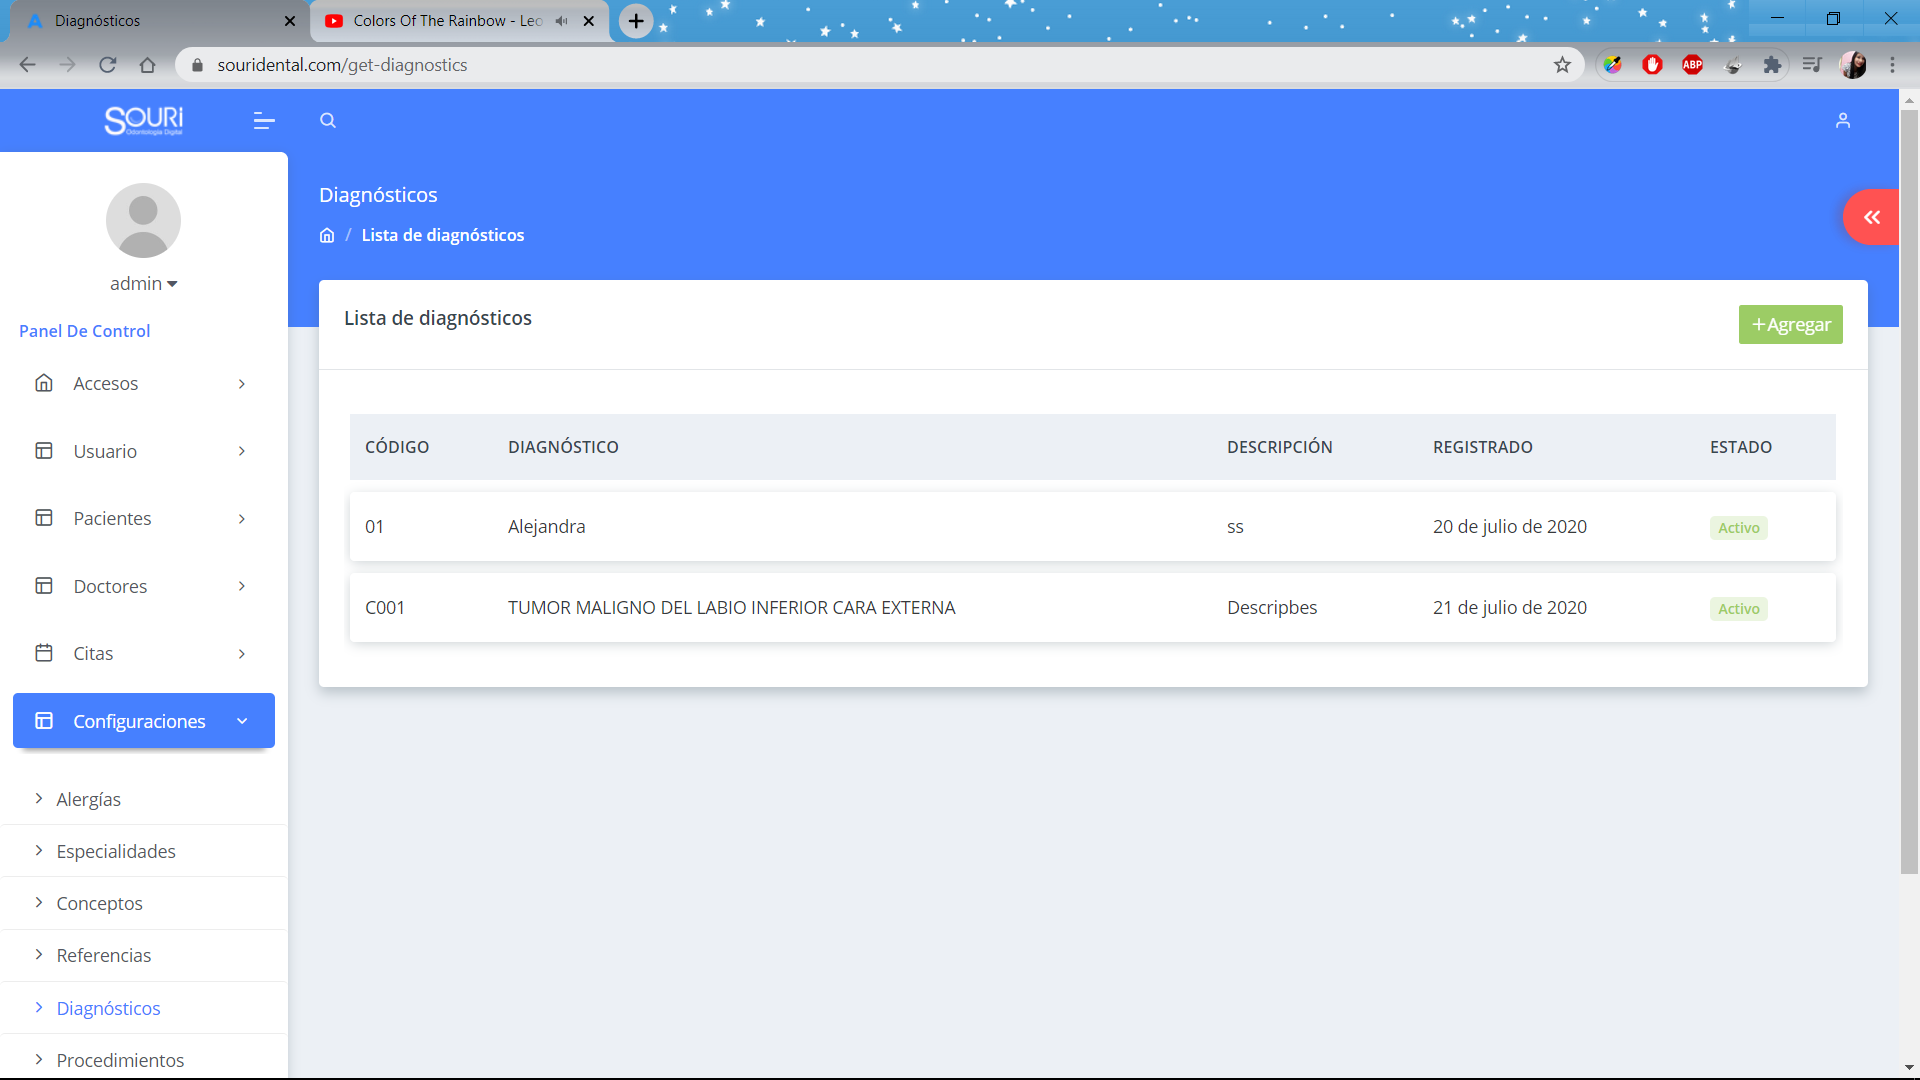 Diagnósticos
Colors Of The Rainbow - Leo
souridental.com/get-diagnostics
ABP
SOURI
Odontología Digital
admin
Panel De Control
Accesos
Usuario
Pacientes
Doctores
Citas
Configuraciones
Alergías
Especialidades
Conceptos
Referencias
Diagnósticos
Procedimientos
Diagnósticos
/ Lista de diagnósticos
Lista de diagnósticos
+Agregar
CÓDIGO DIAGNÓSTICO DESCRIPCIÓN REGISTRADO ESTADO
01 Alejandra ss 20 de julio de 2020 Activo
C001 TUMOR MALIGNO DEL LABIO INFERIOR CARA EXTERNA Descripbes 21 de julio de 2020 Activo